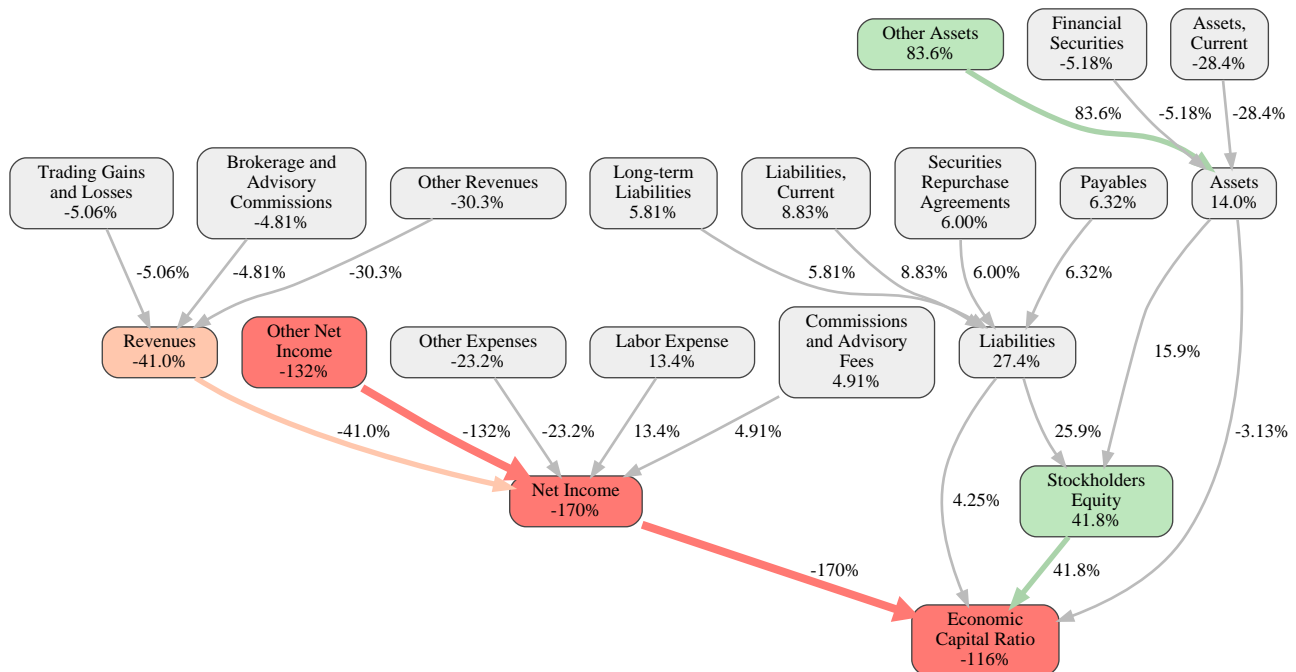 Other Assets
83.6%
Financial
Securities
-5.18%
Assets,
Current
-28.4%
83.6%
-5.18%
-28.4%
Trading Gains
and Losses
-5.06%
Brokerage and
Advisory
Commissions
-4.81%
Other Revenues
-30.3%
Long-term
Liabilities
5.81%
Liabilities,
Current
8.83%
Securities
Repurchase
Agreements
6.00%
Payables
6.32%
Assets
14.0%
-5.06%
-4.81%
-30.3%
5.81%
8.83%
6.00%
6.32%
Revenues
-41.0%
Other Net
Income
-132%
Other Expenses
-23.2%
Labor Expense
13.4%
Commissions
and Advisory
Fees
4.91%
Liabilities
27.4%
15.9%
-41.0%
-132%
-23.2%
13.4%
4.91%
25.9%
-3.13%
Net Income
-170%
4.25%
Stockholders
Equity
41.8%
-170%
41.8%
Economic
Capital Ratio
-116%